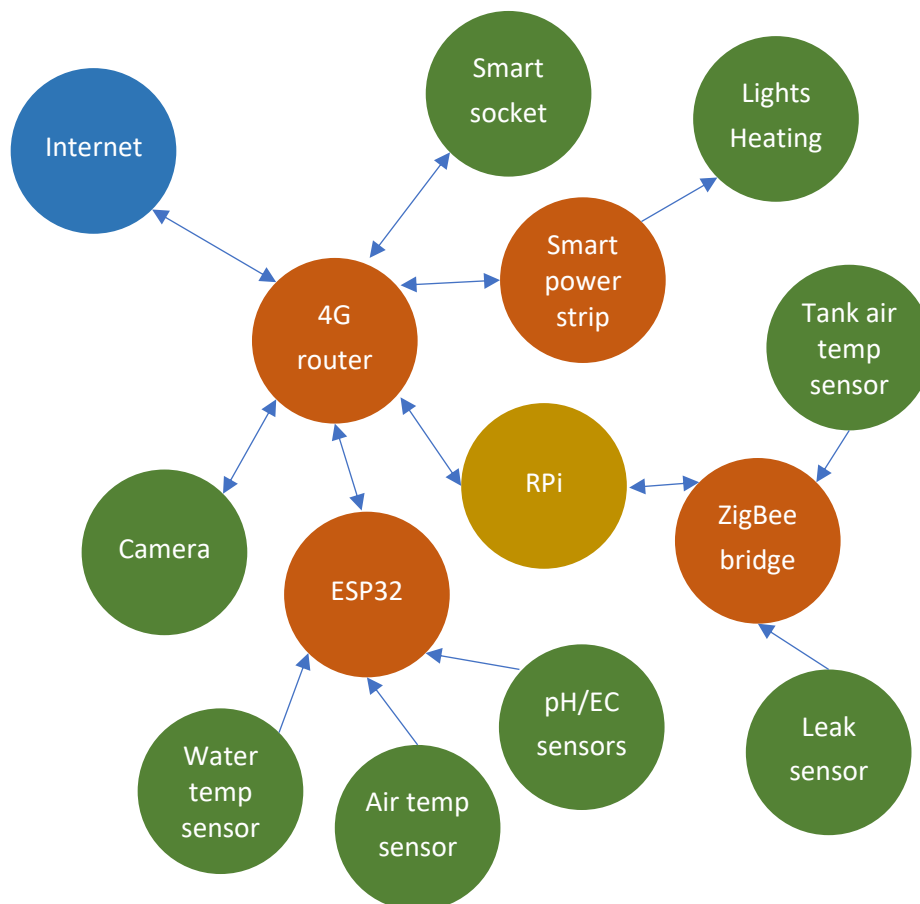 Smart
socket
Lights
Heating
Internet
Smart
power
strip
4G
router
Tank air
temp
sensor
RPi
ZigBee
bridge
Camera
ESP32
pH/EC
sensors
Leak
sensor
Water
temp
sensor
Air temp
sensor